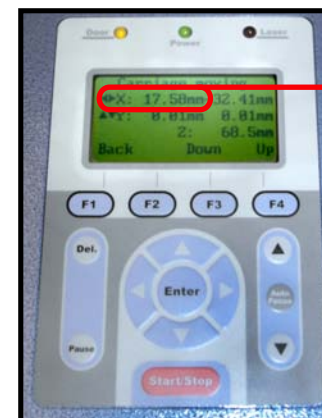 Door Power Laser
Carriage moving
X: 17.58mm 32.41mm
Y: 0.01mm 0.01mm
Z: 68.5mm
Back Down Up
F1 F2 F3 F4
Del.
Enter
Auto Focus
Pause
Start/Stop